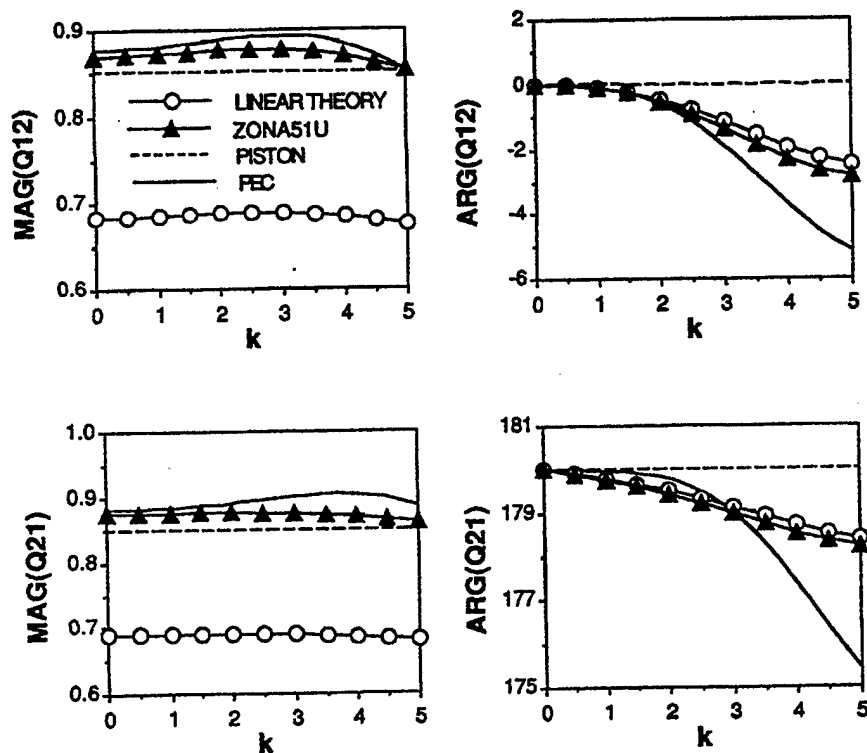 MAG(Q12)
0.9
0.8
0.7
0.6
LINEAR THEORY
ZONA51U
PISTON
PEC
0 1 2 3 4 5
k
ARG(Q12)
2
0
-2
-4
-6
0 1 2 3 4 5
k
MAG(Q21)
1.0
0.9
0.8
0.7
0.6
0 1 2 3 4 5
k
ARG(Q21)
181
179
177
175
0 1 2 3 4 5
k